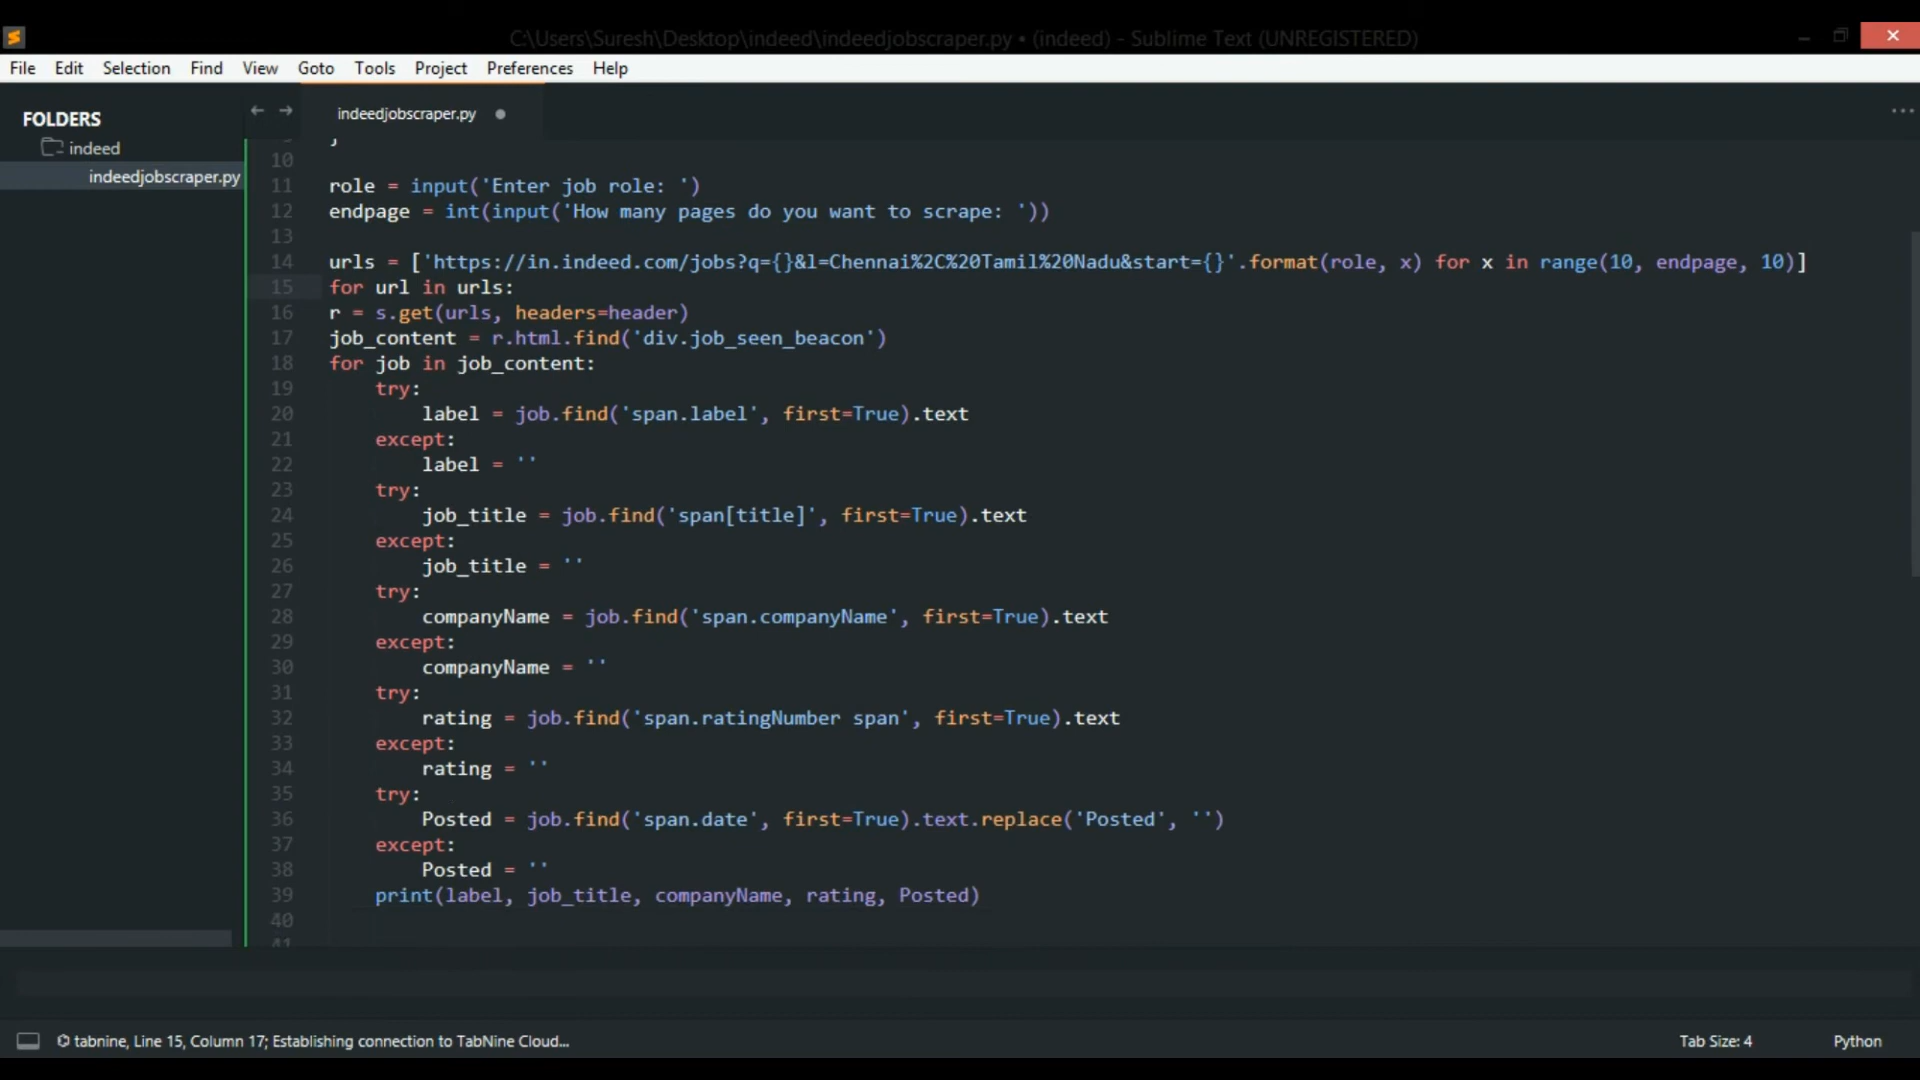 C:\Users\Suresh\Desktop\indeed\indeedjobscraper.py • (indeed) - Sublime Text (UNREGISTERED)
File Edit Selection Find View Goto Tools Project Preferences Help
FOLDERS
indeed
indeedjobscraper.py
indeedjobscraper.py
}
10
11 role = input('Enter job role: ')
12 endpage = int(input('How many pages do you want to scrape: '))
13
14 urls = ['https://in.indeed.com/jobs?q={}&l=Chennai%2C%20Tamil%20Nadu&start={}'.format(role, x) for x in range(10, endpage, 10)]
15 for url in urls:
16 r = s.get(urls, headers=header)
17 job_content = r.html.find('div.job_seen_beacon')
18 for job in job_content:
19     try:
20         label = job.find('span.label', first=True).text
21     except:
22         label = ''
23     try:
24         job_title = job.find('span[title]', first=True).text
25     except:
26         job_title = ''
27     try:
28         companyName = job.find('span.companyName', first=True).text
29     except:
30         companyName = ''
31     try:
32         rating = job.find('span.ratingNumber span', first=True).text
33     except:
34         rating = ''
35     try:
36         Posted = job.find('span.date', first=True).text.replace('Posted', '')
37     except:
38         Posted = ''
39     print(label, job_title, companyName, rating, Posted)
40
41
tabnine, Line 15, Column 17; Establishing connection to TabNine Cloud...
Tab Size: 4
Python